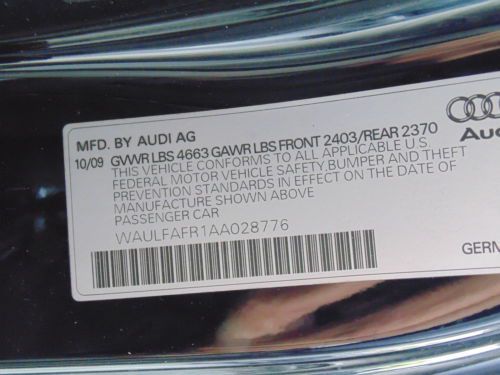 MFD. BY AUDI AG
10/09 GVWR LBS 4663 GAWR LBS FRONT 2403/REAR 2370
THIS VEHICLE CONFORMS TO ALL APPLICABLE U.S.
FEDERAL MOTOR VEHICLE SAFETY BUMPER AND THEFT
PREVENTION STANDARDS IN EFFECT ON THE DATE OF
MANUFACTURE SHOWN ABOVE
PASSENGER CAR
WAULFAFR1AA028776
Au
GERN